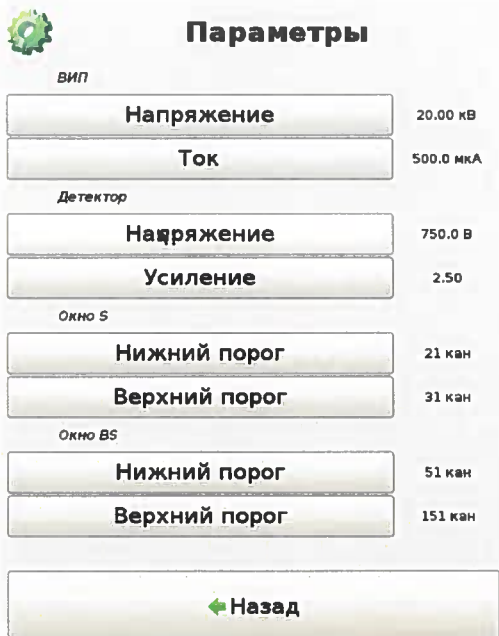 Параметры
ВИП
Напряжение 20.00 кВ
Ток 500.0 мкА
Детектор
Напряжение 750.0 В
Усиление 2.50
Окно S
Нижний порог 21 кан
Верхний порог 31 кан
Окно BS
Нижний порог 51 кан
Верхний порог 151 кан
Назад